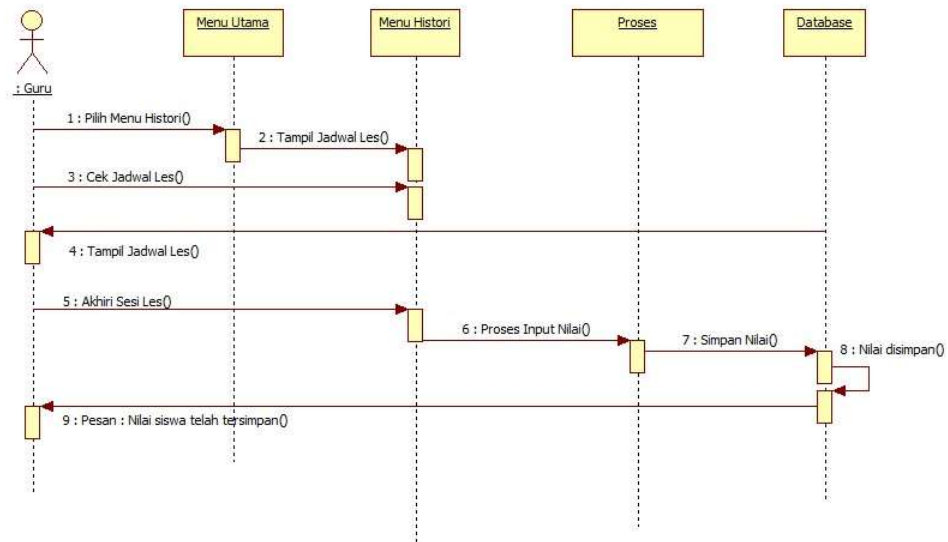 Menu Utama
Menu Histori
Proses
Database
: Guru
1 : Pilih Menu Histori()
2 : Tampil Jadwal Les()
3 : Cek Jadwal Les()
4 : Tampil Jadwal Les()
5 : Akhiri Sesi Les()
6 : Proses Input Nilai()
7 : Simpan Nilai()
8 : Nilai disimpan()
9 : Pesan : Nilai siswa telah tersimpan()